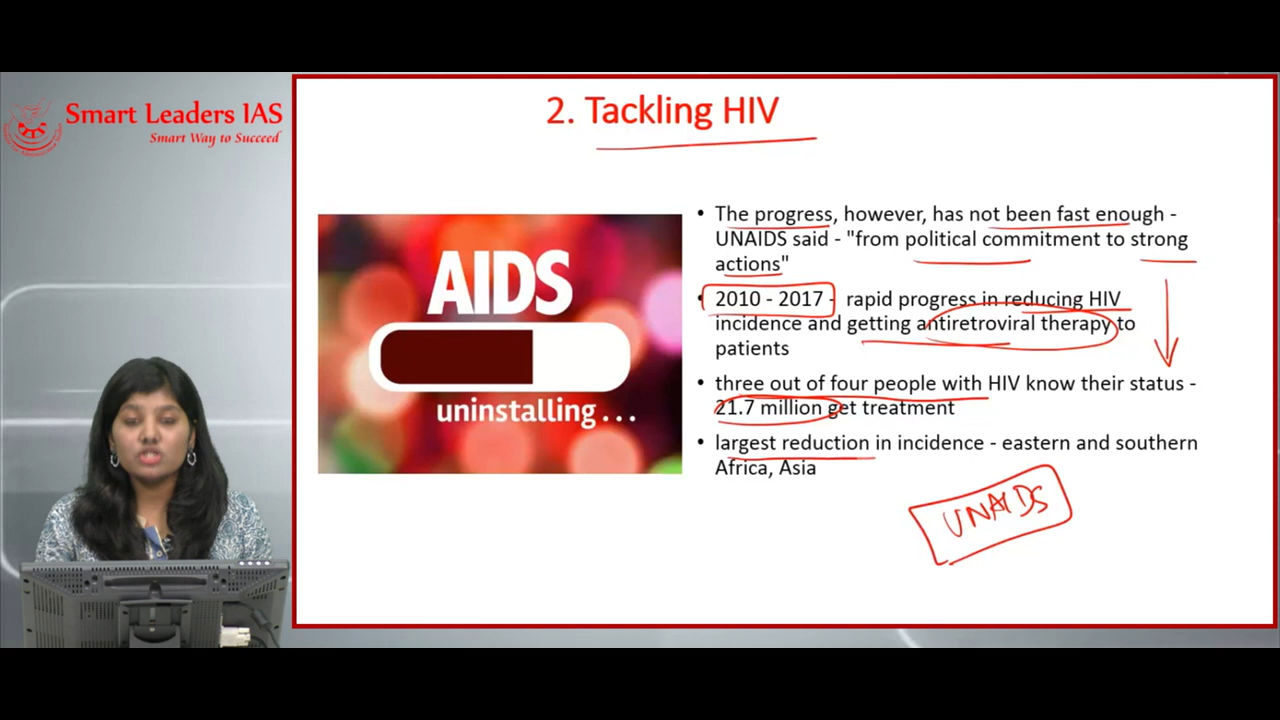 Smart Leaders IAS
Smart Way to Succeed
2. Tackling HIV
AIDS
uninstalling...
• The progress, however, has not been fast enough -
UNAIDS said - "from political commitment to strong
actions"
• 2010 - 2017 - rapid progress in reducing HIV
incidence and getting antiretroviral therapy to
patients
• three out of four people with HIV know their status -
21.7 million get treatment
• largest reduction in incidence - eastern and southern
Africa, Asia
UNAIDS